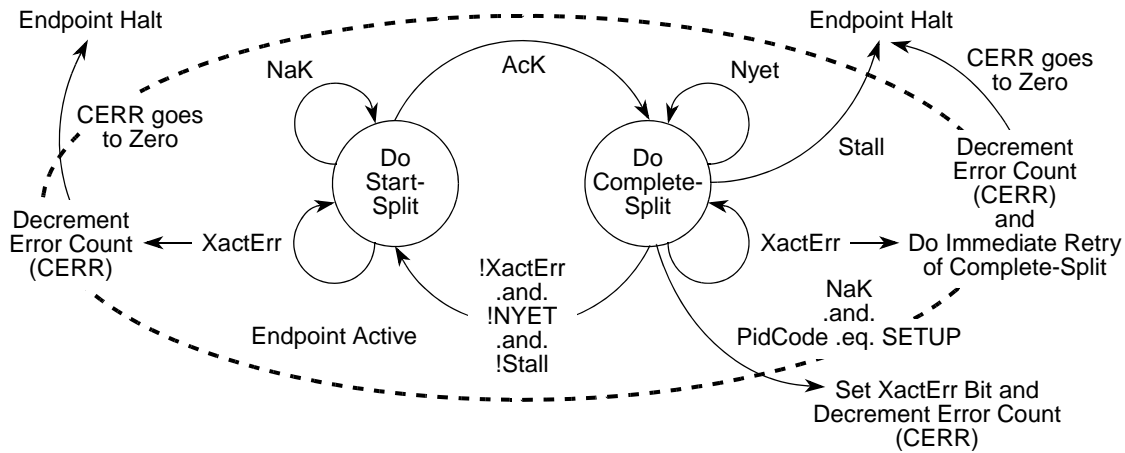 Endpoint Halt
Endpoint Halt
NaK
AcK
Nyet
CERR goes
to Zero
CERR goes
to Zero
Do
Start-
Split
Do
Complete-
Split
Stall
Decrement
Error Count
(CERR)
and
Do Immediate Retry
of Complete-Split
Decrement
Error Count
(CERR)
XactErr
XactErr
!XactErr
.and.
!NYET
.and.
!Stall
NaK
.and.
PidCode .eq. SETUP
Endpoint Active
Set XactErr Bit and
Decrement Error Count
(CERR)